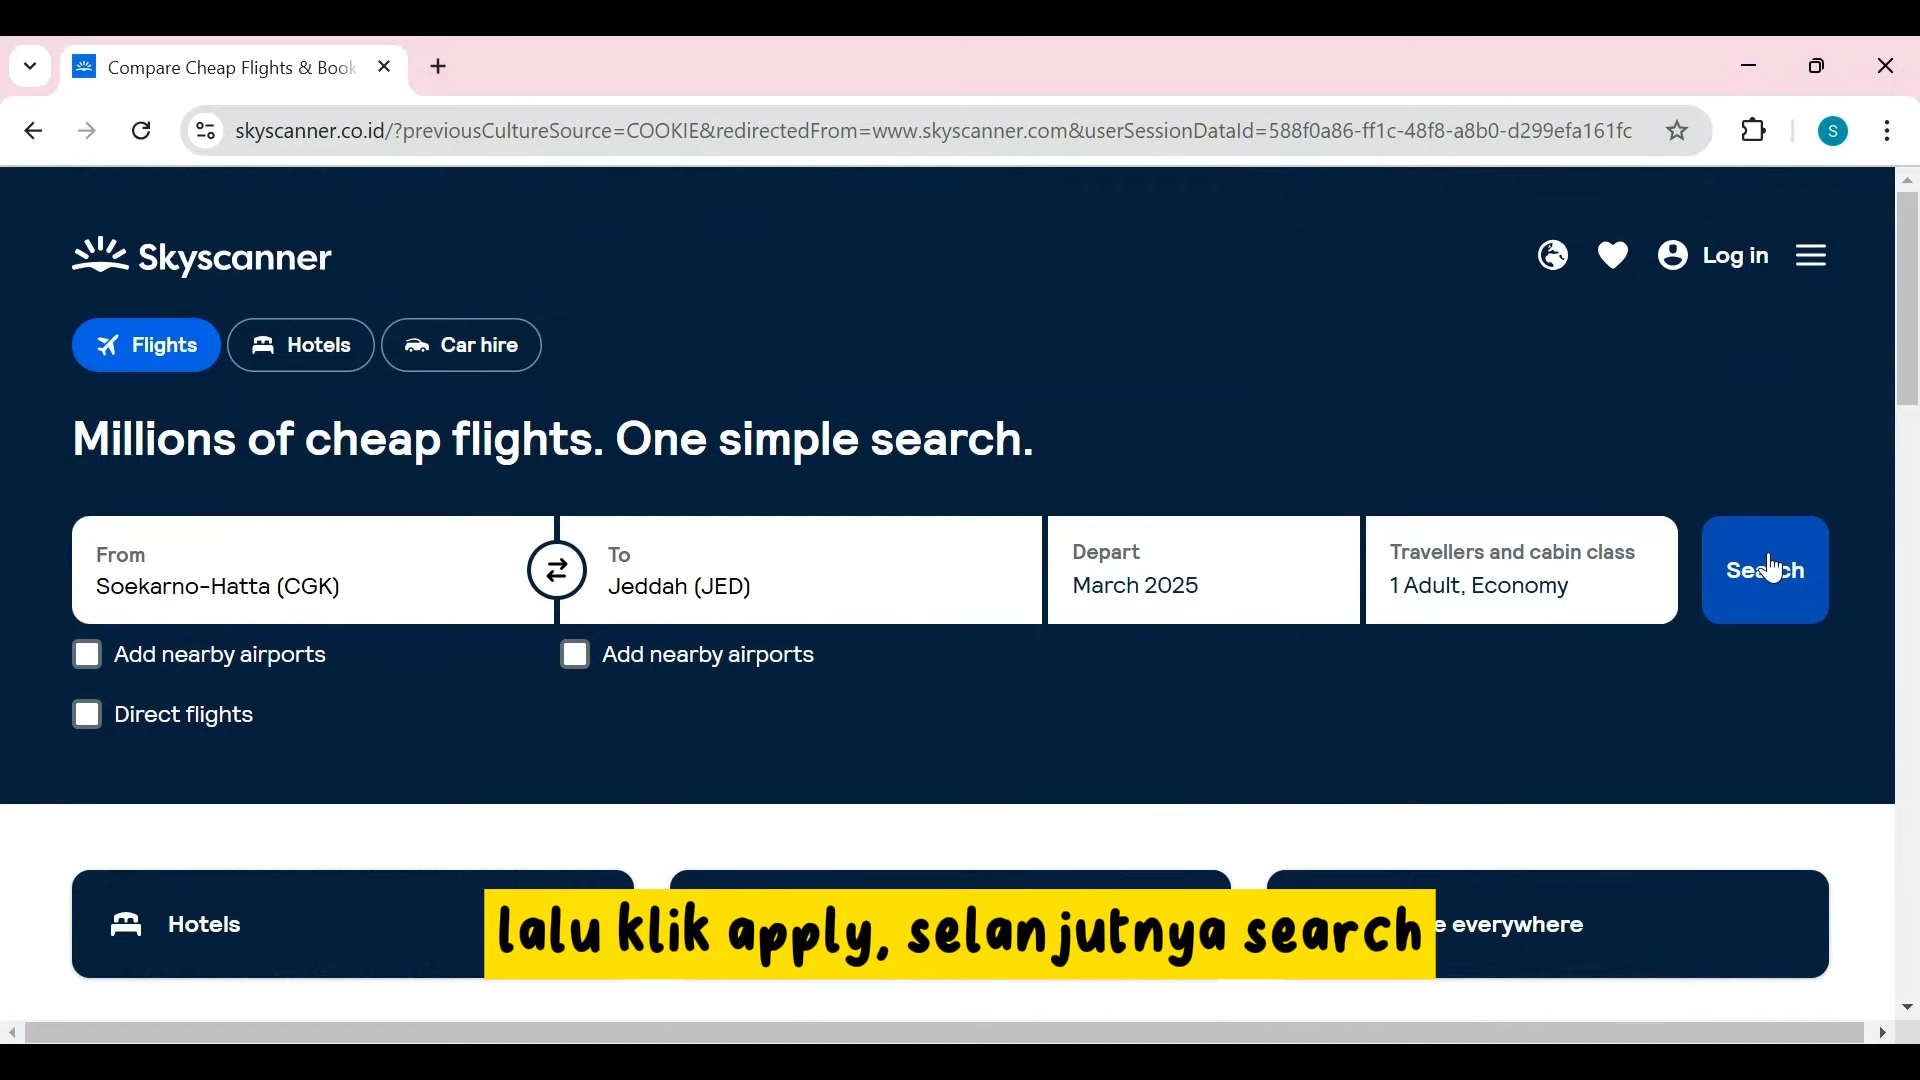 Compare Cheap Flights & Book
skyscanner.co.id/?previousCultureSource=COOKIE&redirectedFrom=www.skyscanner.com&userSessionDataId=588f0a86-ff1c-48f8-a8b0-d299efa161fc
S
Skyscanner
Log in
Flights
Hotels
Car hire
Millions of cheap flights. One simple search.
From
Soekarno-Hatta (CGK)
To
Jeddah (JED)
Depart
March 2025
Travellers and cabin class
1 Adult, Economy
Search
Add nearby airports
Add nearby airports
Direct flights
Hotels
everywhere
lalu klik apply, selanjutnya search